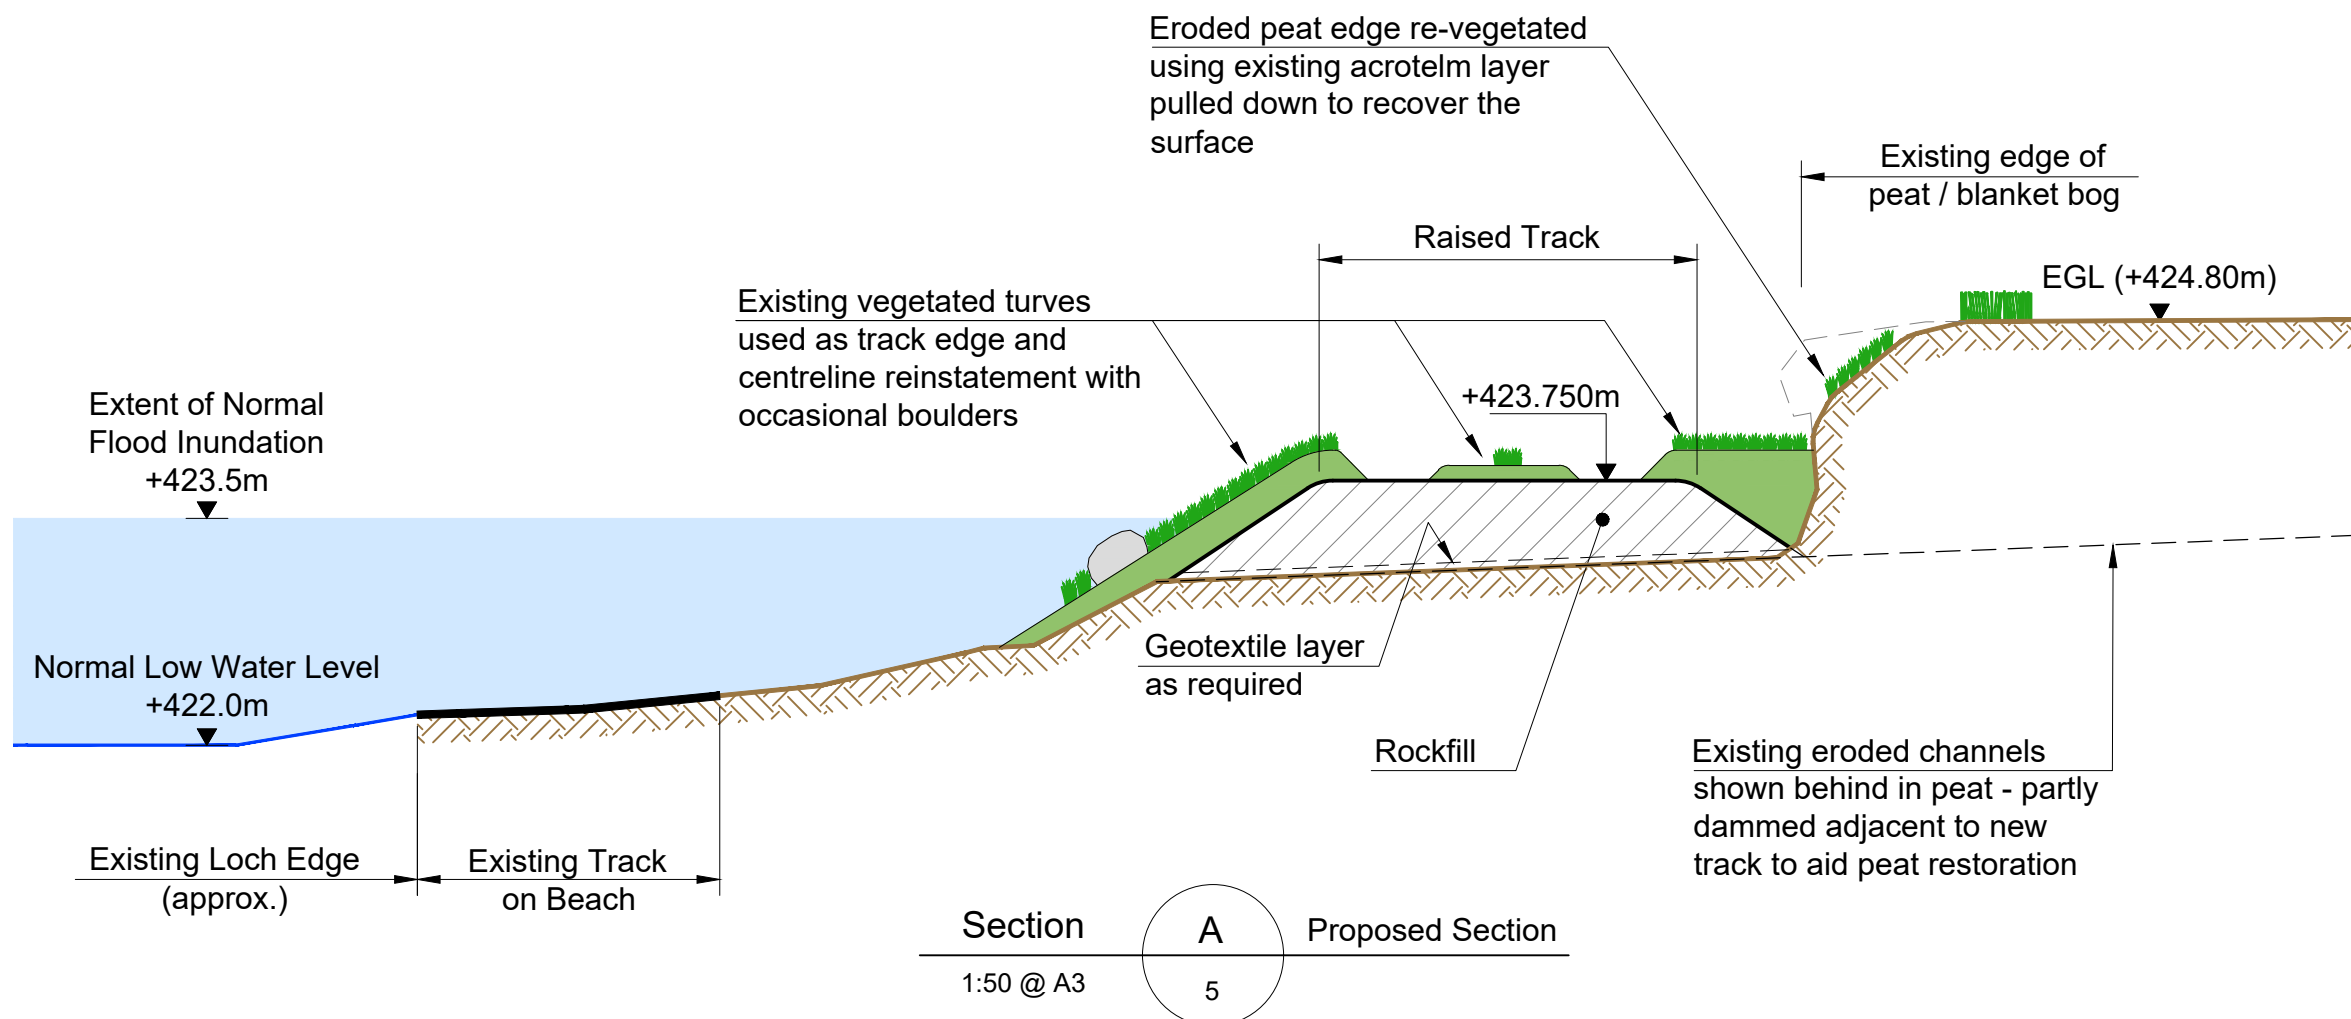 Eroded peat edge re-vegetated
using existing acrotelm layer
pulled down to recover the
surface
Existing edge of
peat / blanket bog
Raised Track
EGL (+424.80m)
Existing vegetated turves
used as track edge and
centreline reinstatement with
occasional boulders
+423.750m
Extent of Normal
Flood Inundation
+423.5m
Normal Low Water Level
+422.0m
Geotextile layer
as required
Rockfill
Existing eroded channels
shown behind in peat - partly
dammed adjacent to new
track to aid peat restoration
Existing Loch Edge
(approx.)
Existing Track
on Beach
Section
A
Proposed Section
1:50 @ A3
5